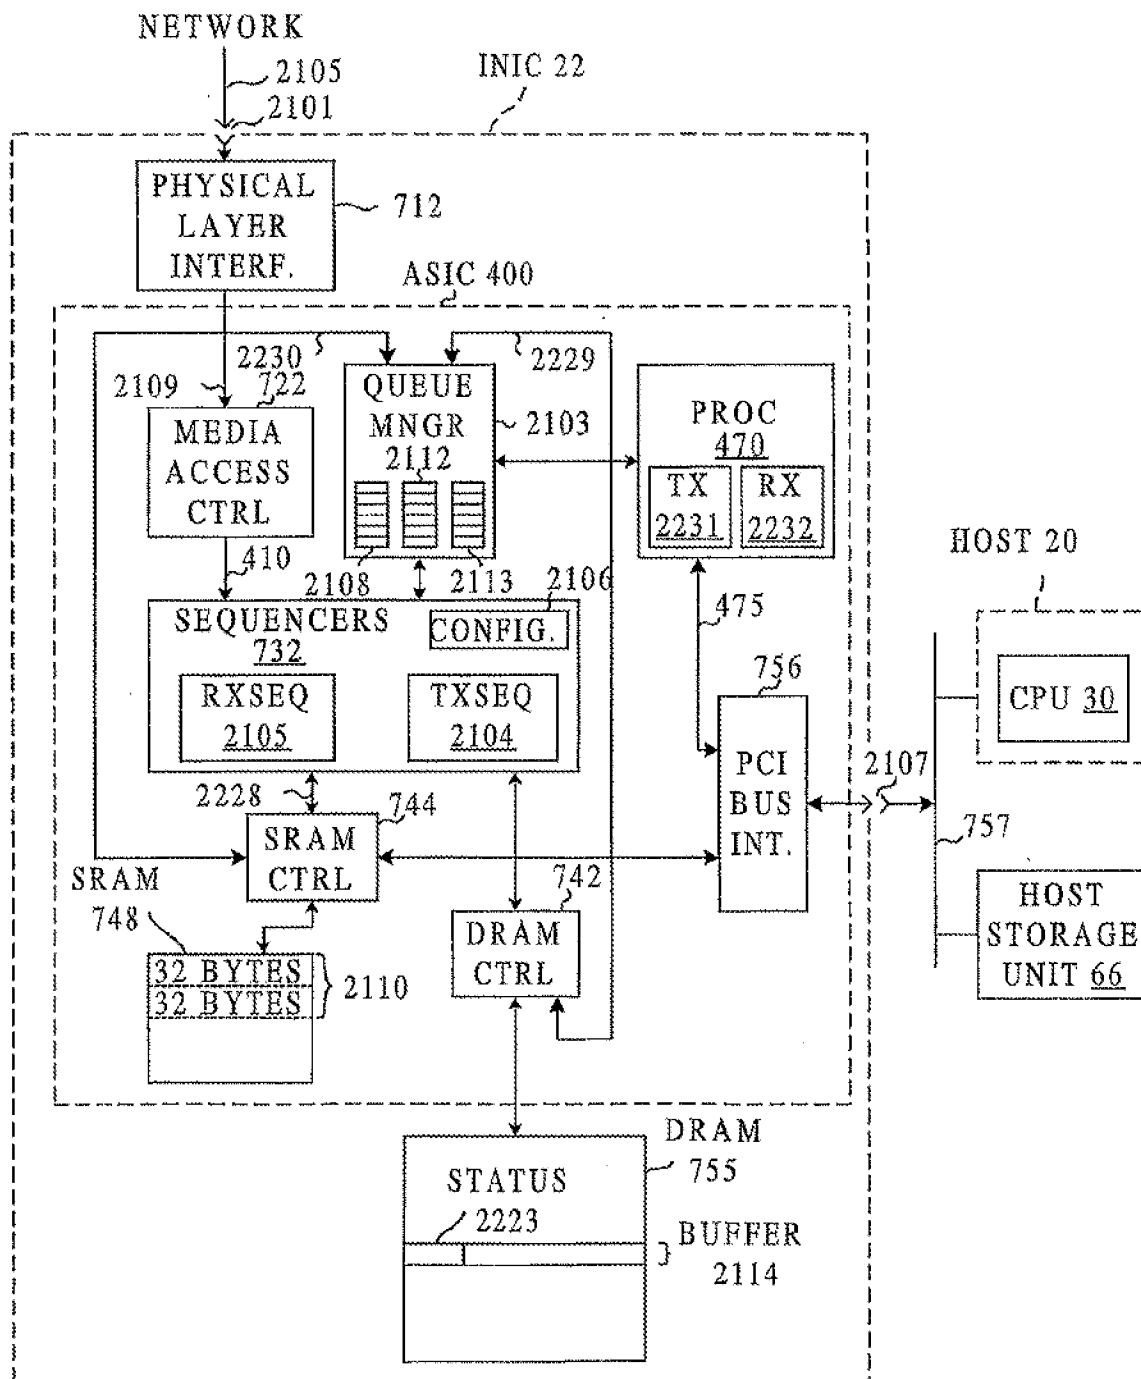 NETWORK
2105
INIC 22
2101
PHYSICAL
LAYER
INTERF.
712
ASIC 400
2230
2229
2109
722
MEDIA
ACCESS
CTRL
QUEUE
MNGR
2112
2103
PROC
470
TX
2231
RX
2232
410
2108
2113
2106
475
HOST 20
CPU 30
SEQUENCERS
732
CONFIG.
RXSEQ
2105
TXSEQ
2104
756
PCI
BUS
INT.
2107
757
2228
744
SRAM
CTRL
SRAM
748
742
DRAM
CTRL
HOST
STORAGE
UNIT 66
32 BYTES
32 BYTES
2110
DRAM
755
STATUS
2223
BUFFER
2114